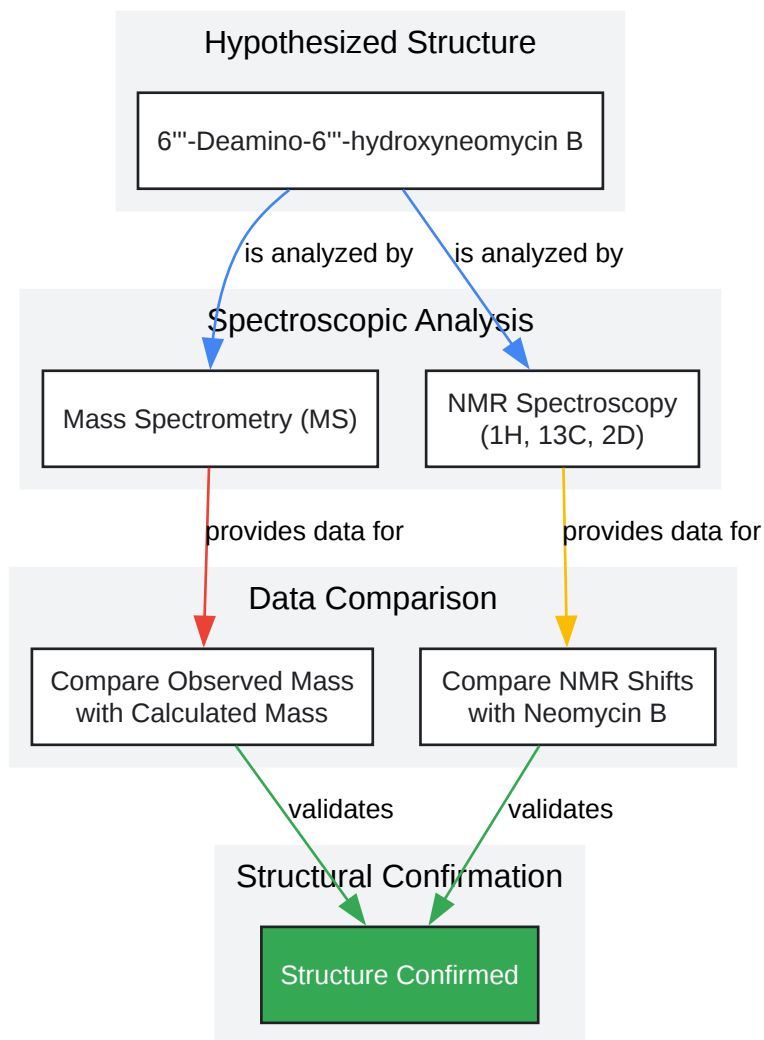 Hypothesized Structure
6'''-Deamino-6'''-hydroxyneomycin B
is analyzed by
is analyzed by
Spectroscopic Analysis
Mass Spectrometry (MS)
NMR Spectroscopy
(1H, 13C, 2D)
provides data for
provides data for
Data Comparison
Compare Observed Mass
with Calculated Mass
Compare NMR Shifts
with Neomycin B
validates
validates
Structural Confirmation
Structure Confirmed